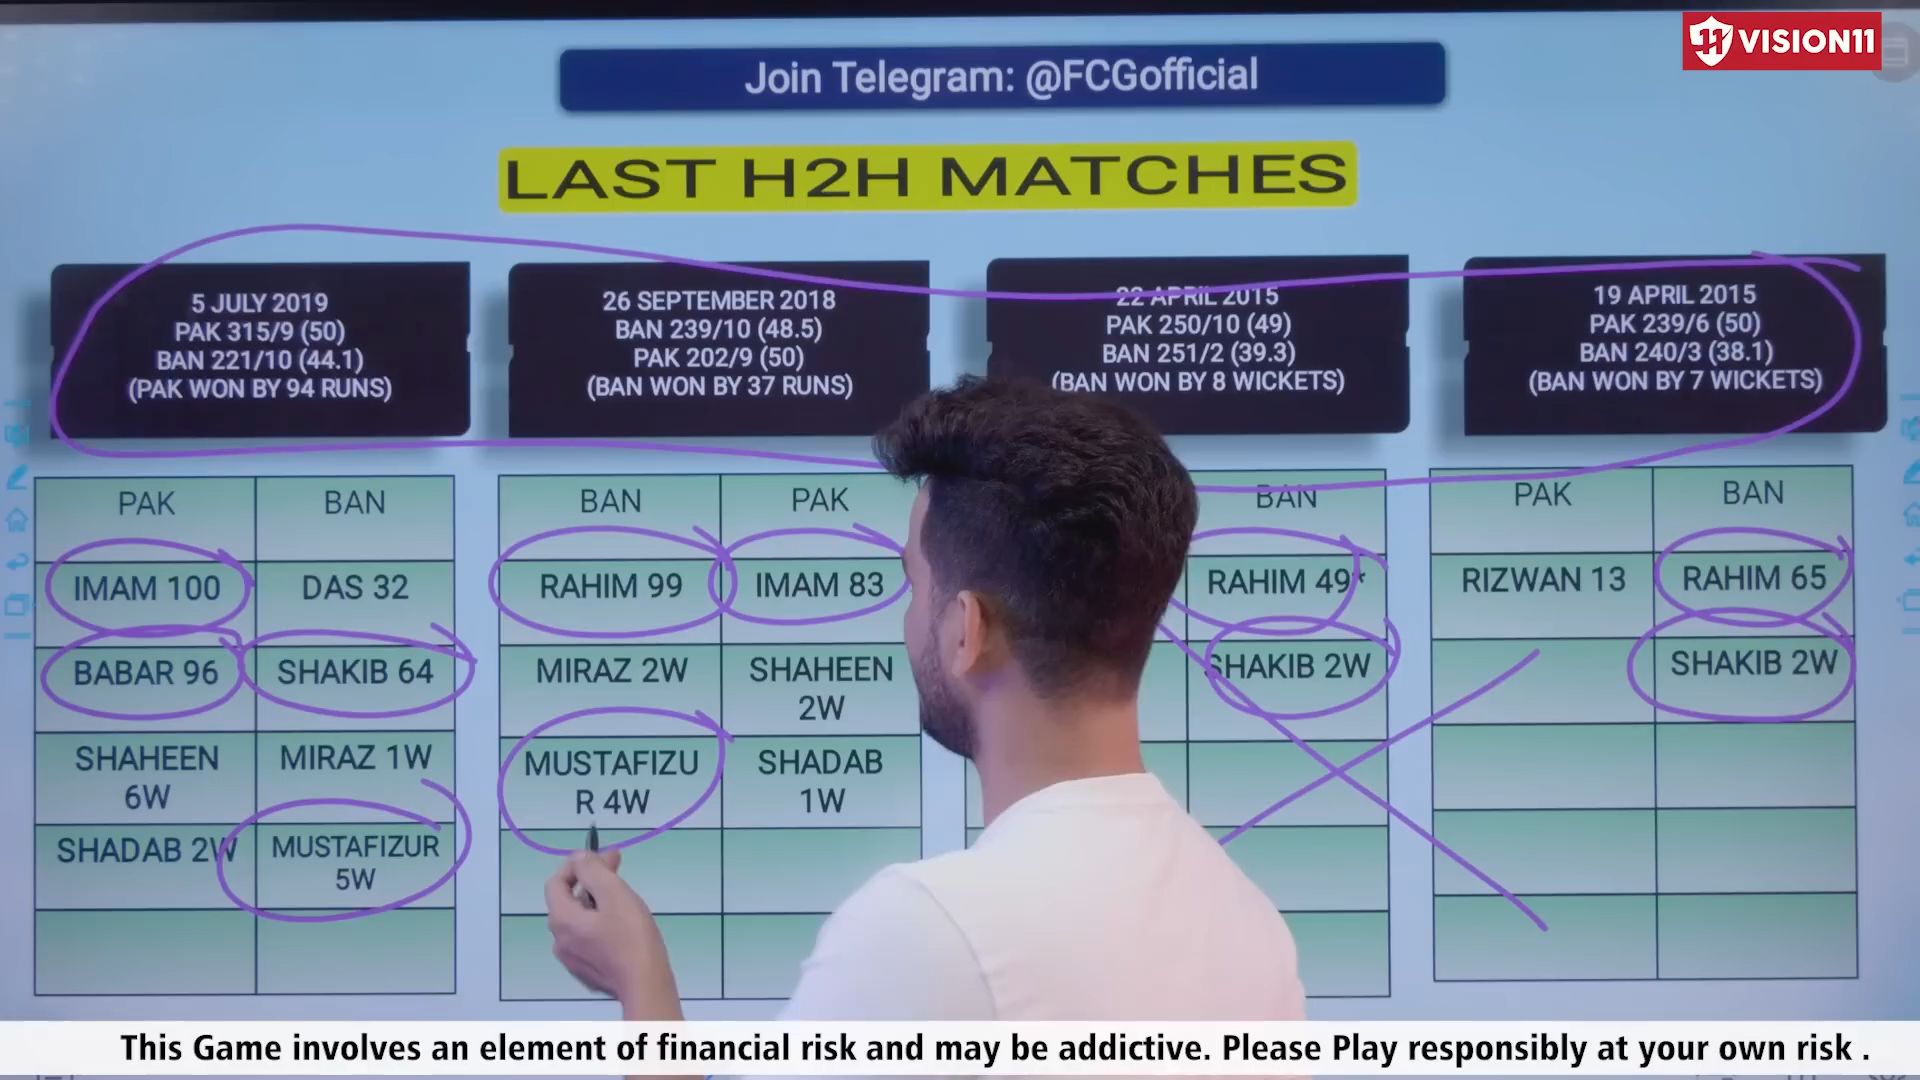 VISION11
Join Telegram: @FCGofficial
LAST H2H MATCHES
5 JULY 2019
PAK 315/9 (50)
BAN 221/10 (44.1)
(PAK WON BY 94 RUNS)
26 SEPTEMBER 2018
BAN 239/10 (48.5)
PAK 202/9 (50)
(BAN WON BY 37 RUNS)
22 APRIL 2015
PAK 250/10 (49)
BAN 251/2 (39.3)
(BAN WON BY 8 WICKETS)
19 APRIL 2015
PAK 239/6 (50)
BAN 240/3 (38.1)
(BAN WON BY 7 WICKETS)
PAK BAN
IMAM 100 DAS 32
BABAR 96 SHAKIB 64
SHAHEEN 6W MIRAZ 1W
SHADAB 2W MUSTAFIZUR 5W
BAN PAK
RAHIM 99 IMAM 83
MIRAZ 2W SHAHEEN 2W
MUSTAFIZU
R 4W SHADAB 1W
BAN
RAHIM 49*
SHAKIB 2W
PAK BAN
RIZWAN 13 RAHIM 65
SHAKIB 2W
This Game involves an element of financial risk and may be addictive. Please Play responsibly at your own risk .